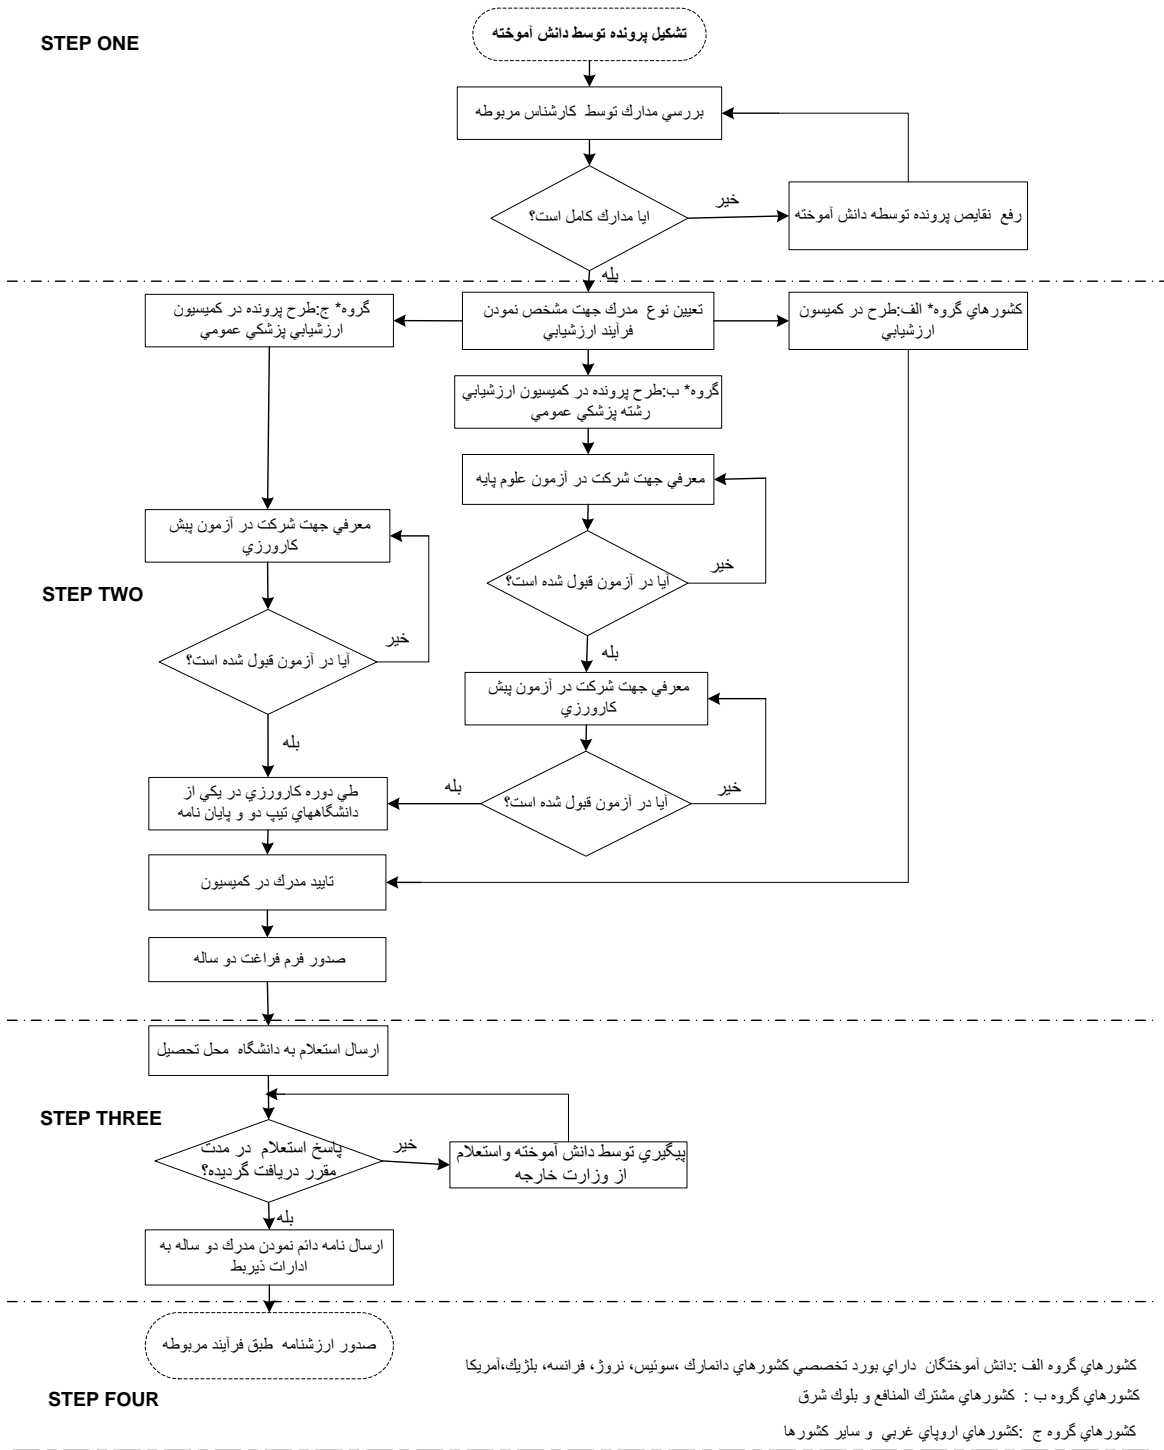 STEP ONE
تشكيل پرونده توسط دانش آموخته
بررسي مدارك توسط كارشناس مربوطه
ايا مدارك كامل است؟
خير
رفع نقايص پرونده توسطه دانش آموخته
بله
گروه* ج:طرح پرونده در كميسيون
ارزشيابي پزشكي عمومي
تعيين نوع مدرك جهت مشخص نمودن
فرآيند ارزشيابي
كشورهاي گروه* الف:طرح در كميسون
ارزشيابي
گروه* ب:طرح پرونده در كميسيون ارزشيابي
رشته پزشكي عمومي
معرفي جهت شركت در آزمون علوم پايه
معرفي جهت شركت در آزمون پيش
كارورزي
آيا در آزمون قبول شده است؟
خير
STEP TWO
آيا در آزمون قبول شده است؟
خير
بله
معرفي جهت شركت در آزمون پيش
كارورزي
بله
آيا در آزمون قبول شده است؟
خير
بله
طي دوره كارورزي در يكي از
دانشگاههاي تيپ دو و پايان نامه
تاييد مدرك در كميسيون
صدور فرم فراغت دو ساله
ارسال استعلام به دانشگاه محل تحصيل
STEP THREE
پاسخ استعلام در مدت
مقرر دريافت گرديده؟
خير
پيگيري توسط دانش آموخته واستعلام
از وزارت خارجه
بله
ارسال نامه دائم نمودن مدرك دو ساله به
ادارات ذيربط
صدور ارزشنامه طبق فرآيند مربوطه
STEP FOUR
كشورهاي گروه الف :دانش آموختگان داراي بورد تخصصي كشورهاي دانمارك ،سوئيس، نروژ، فرانسه، بلژيك،آمريكا
كشورهاي گروه ب : كشورهاي مشترك المنافع و بلوك شرق
كشورهاي گروه ج :كشورهاي اروپاي غربي و ساير كشورها